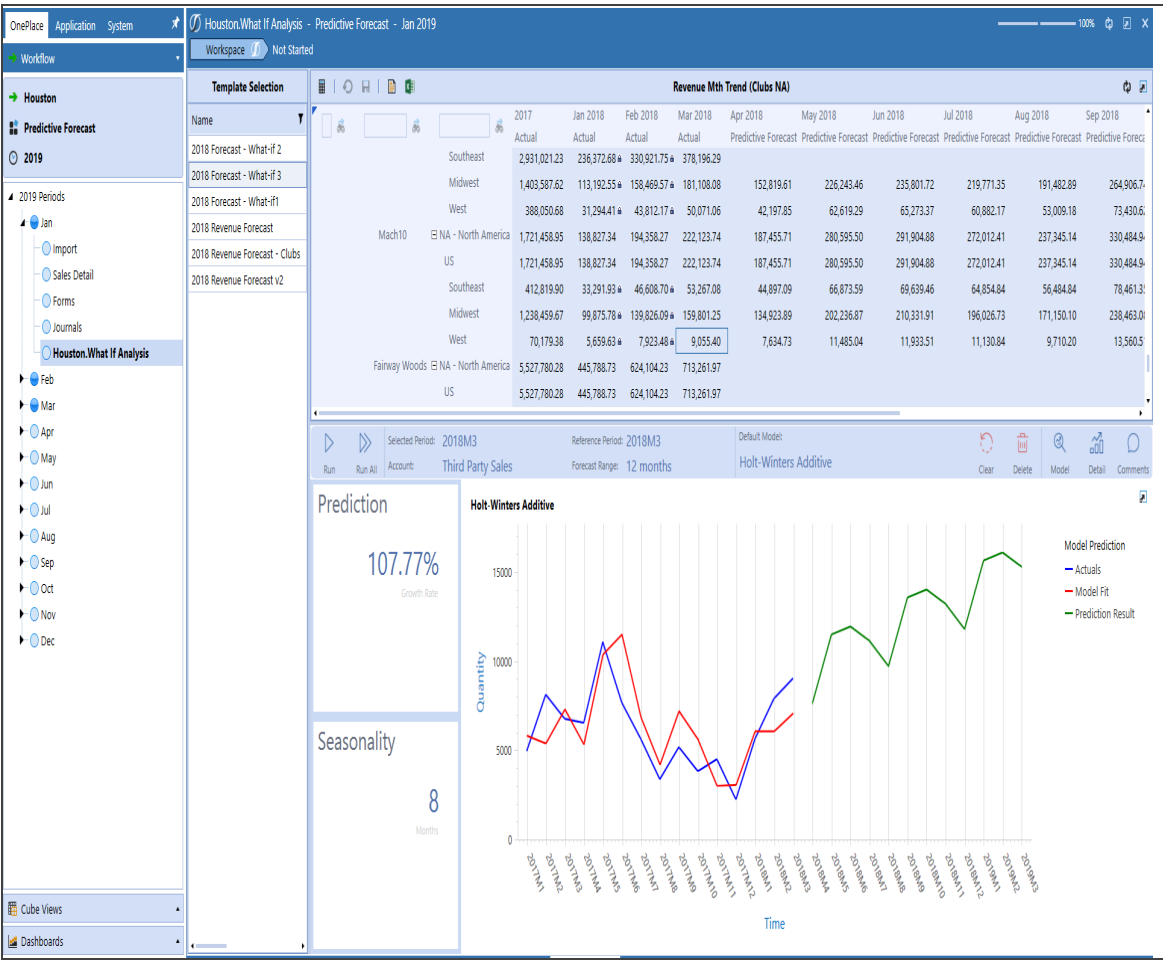 OnePlace Application System
Workflow
Houston
Predictive Forecast
2019
2019 Periods
Jan
Import
Sales Detail
Forms
Journals
Houston.What If Analysis
Feb
Mar
Apr
May
Jun
Jul
Aug
Sep
Oct
Nov
Dec
Cube Views
Dashboards
Houston.What If Analysis - Predictive Forecast - Jan 2019
100%
Workspace Not Started
Template Selection
Name
2018 Forecast - What-if 2
2018 Forecast - What-if 3
2018 Forecast - What-if1
2018 Revenue Forecast
2018 Revenue Forecast - Clubs
2018 Revenue Forecast v2
Revenue Mth Trend (Clubs NA)
2017 Jan 2018 Feb 2018 Mar 2018 Apr 2018 May 2018 Jun 2018 Jul 2018 Aug 2018 Sep 2018
Actual Actual Actual Actual Predictive Forecast Predictive Forecast Predictive Forecast Predictive Forecast Predictive Forecast Predictive Foreca
Southeast 2,931,021.23 236,372.68 330,921.75 378,196.29
Midwest 1,403,587.62 113,192.55 158,469.57 181,108.08 152,819.61 226,243.46 235,801.72 219,771.35 191,482.89 264,906.7
West 388,050.68 31,294.41 43,812.17 50,071.06 42,197.85 62,619.29 65,273.37 60,882.17 53,009.18 73,430.6
Mach10 NA - North America 1,721,458.95 138,827.34 194,358.27 222,123.74 187,455.71 280,595.50 291,904.88 272,012.41 237,345.14 330,484.9
US 1,721,458.95 138,827.34 194,358.27 222,123.74 187,455.71 280,595.50 291,904.88 272,012.41 237,345.14 330,484.9
Southeast 412,819.90 33,291.93 46,608.70 53,267.08 44,897.09 66,873.59 69,639.46 64,854.84 56,484.84 78,461.3
Midwest 1,238,459.67 99,875.78 139,826.09 159,801.25 134,923.89 202,236.87 210,331.91 196,026.73 171,150.10 238,463.0
West 70,179.38 5,659.63 7,923.48 9,055.40 7,634.73 11,485.04 11,933.51 11,130.84 9,710.20 13,560.5
Fairway Woods NA - North America 5,527,780.28 445,788.73 624,104.23 713,261.97
US 5,527,780.28 445,788.73 624,104.23 713,261.97
Run Run All
Selected Period: 2018M3 Reference Period: 2018M3 Default Model:
Account: Third Party Sales Forecast Range: 12 months Holt-Winters Additive
Clear Delete Model Detail Comments
Prediction
107.77%
Growth Rate
Seasonality
8
Months
Holt-Winters Additive
Model Prediction
Actuals
Model Fit
Prediction Result
Quantity
15000
10000
5000
0
2017M1 2017M2 2017M3 2017M4 2017M5 2017M6 2017M7 2017M8 2017M9 2017M10 2017M11 2017M12 2018M1 2018M2 2018M3 2018M4 2018M5 2018M6 2018M7 2018M8 2018M9 2018M10 2018M11 2018M12 2019M1 2019M2 2019M3
Time